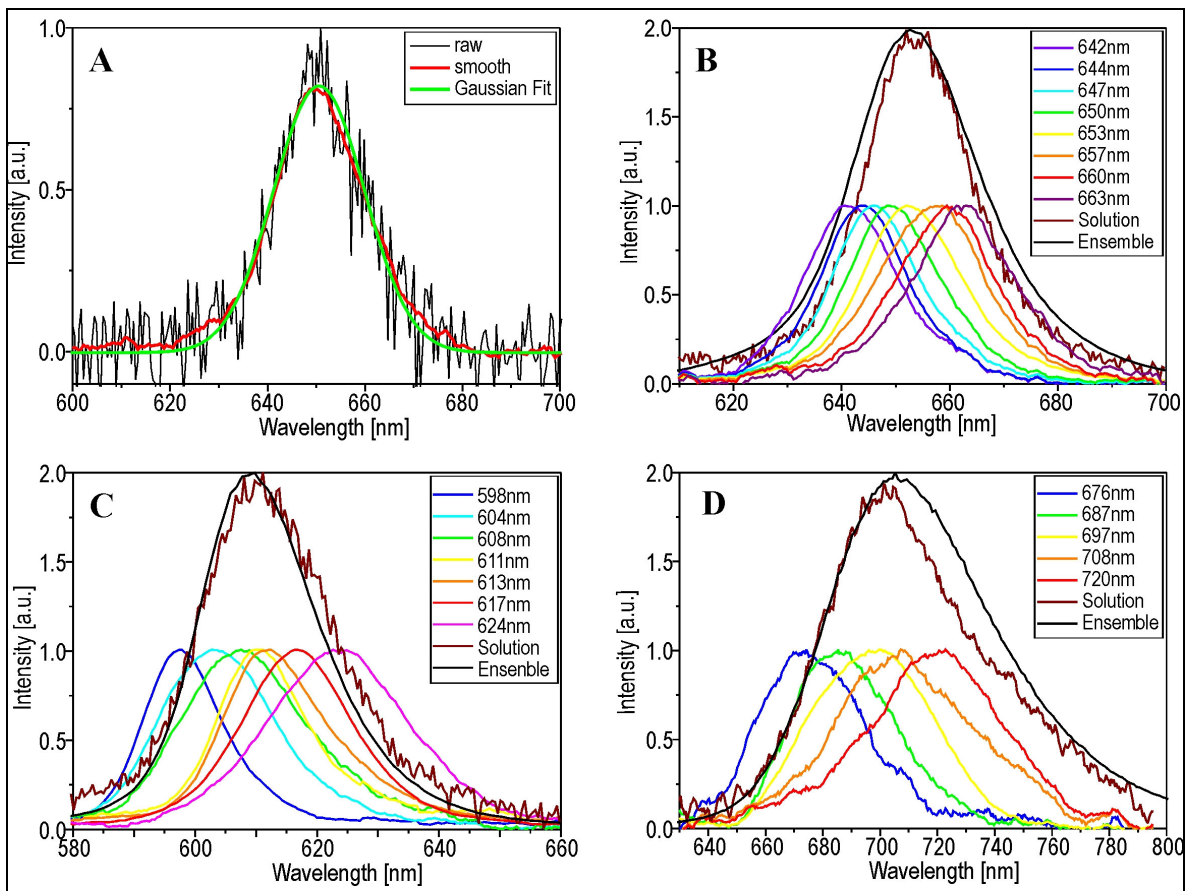 A
raw
smooth
Gaussian Fit
1.0
0.5
0.0
Intensity [a.u.]
600 620 640 660 680 700
Wavelength [nm]
B
642nm
644nm
647nm
650nm
653nm
657nm
660nm
663nm
Solution
Ensemble
2.0
1.5
1.0
0.5
0.0
Intensity [a.u.]
620 640 660 680 700
Wavelength [nm]
C
598nm
604nm
608nm
611nm
613nm
617nm
624nm
Solution
Ensenble
2.0
1.5
1.0
0.5
0.0
Intensity [a.u.]
580 600 620 640 660
Wavelength [nm]
D
676nm
687nm
697nm
708nm
720nm
Solution
Ensemble
2.0
1.5
1.0
0.5
0.0
Intensity [a.u.]
640 660 680 700 720 740 760 780 800
Wavelength [nm]